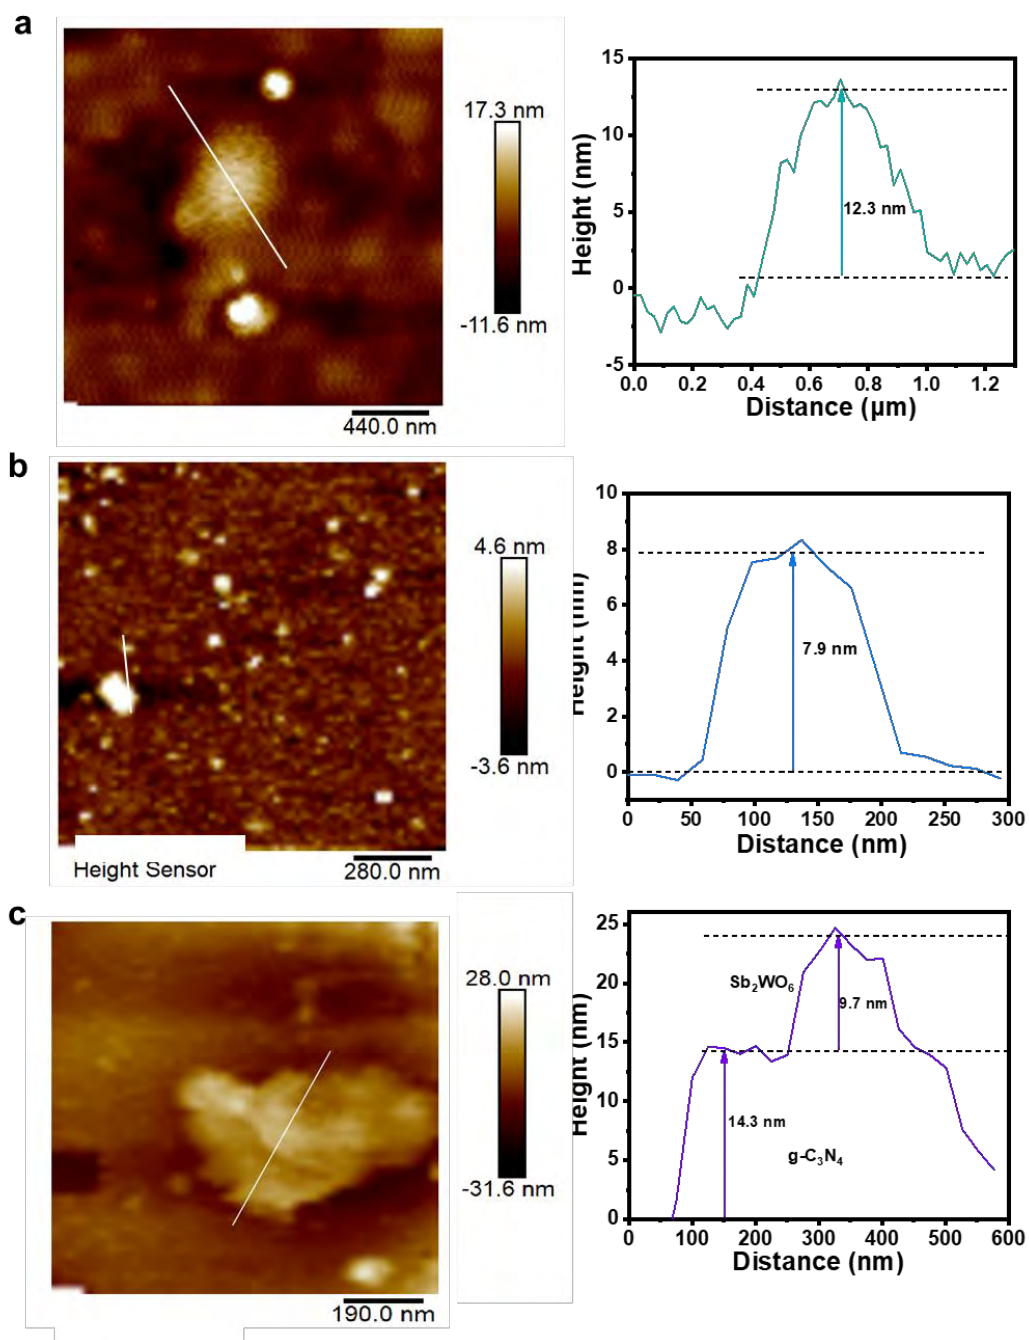 a
17.3 nm
-11.6 nm
440.0 nm
15
10
5
0
-5
Height (nm)
12.3 nm
0.0 0.2 0.4 0.6 0.8 1.0 1.2
Distance (µm)
b
4.6 nm
-3.6 nm
Height Sensor
280.0 nm
10
8
6
4
2
0
Height (nm)
7.9 nm
0 50 100 150 200 250 300
Distance (nm)
c
28.0 nm
-31.6 nm
190.0 nm
25
20
15
10
5
0
Height (nm)
Sb₂WO₆
9.7 nm
14.3 nm
g-C₃N₄
0 100 200 300 400 500 600
Distance (nm)